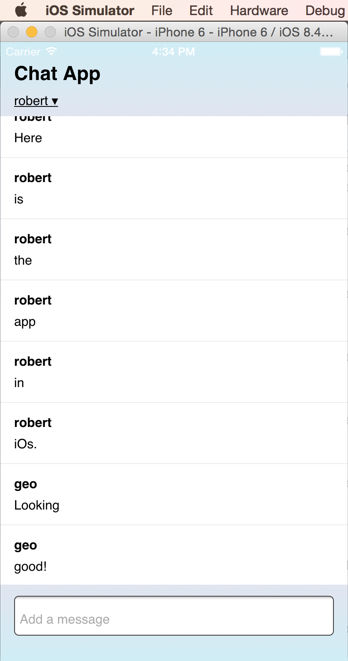 iOS Simulator File Edit Hardware Debug
iOS Simulator - iPhone 6 - iPhone 6 / iOS 8.4...
Carrier 4:34 PM
Chat App
robert ▾
robert
Here
robert
is
robert
the
robert
app
robert
in
robert
iOs.
geo
Looking
geo
good!
Add a message